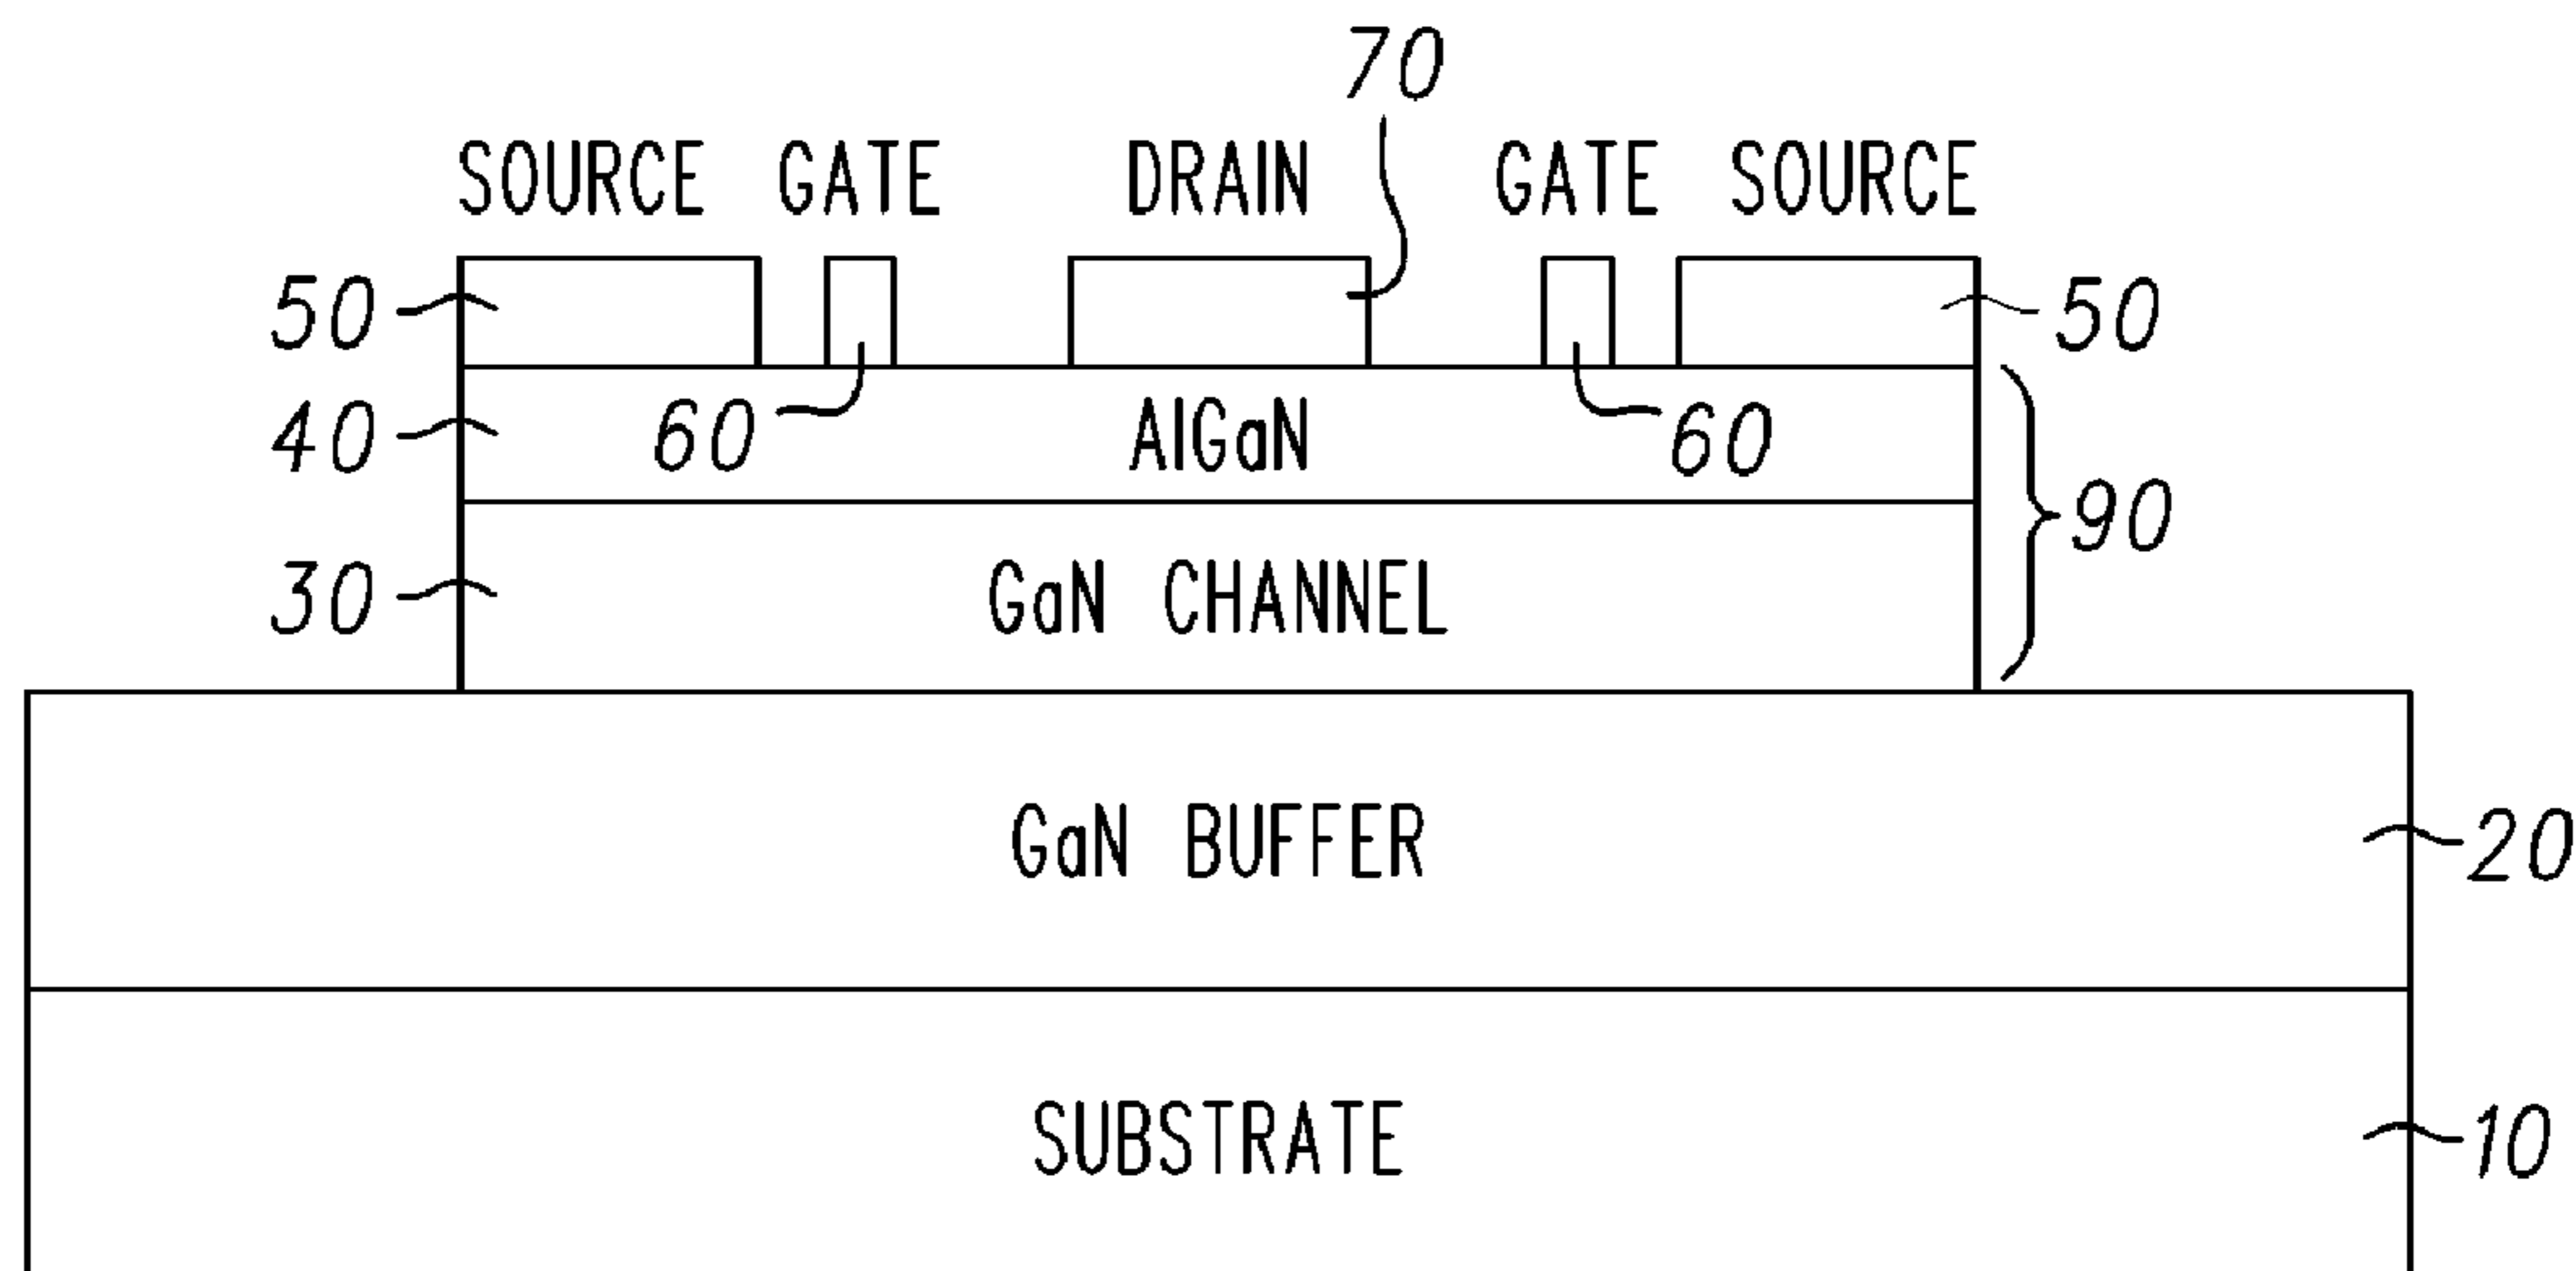 70
SOURCE GATE DRAIN GATE SOURCE
50 50
40 60 AlGaN 60
90
30 GaN CHANNEL
GaN BUFFER 20
SUBSTRATE 10